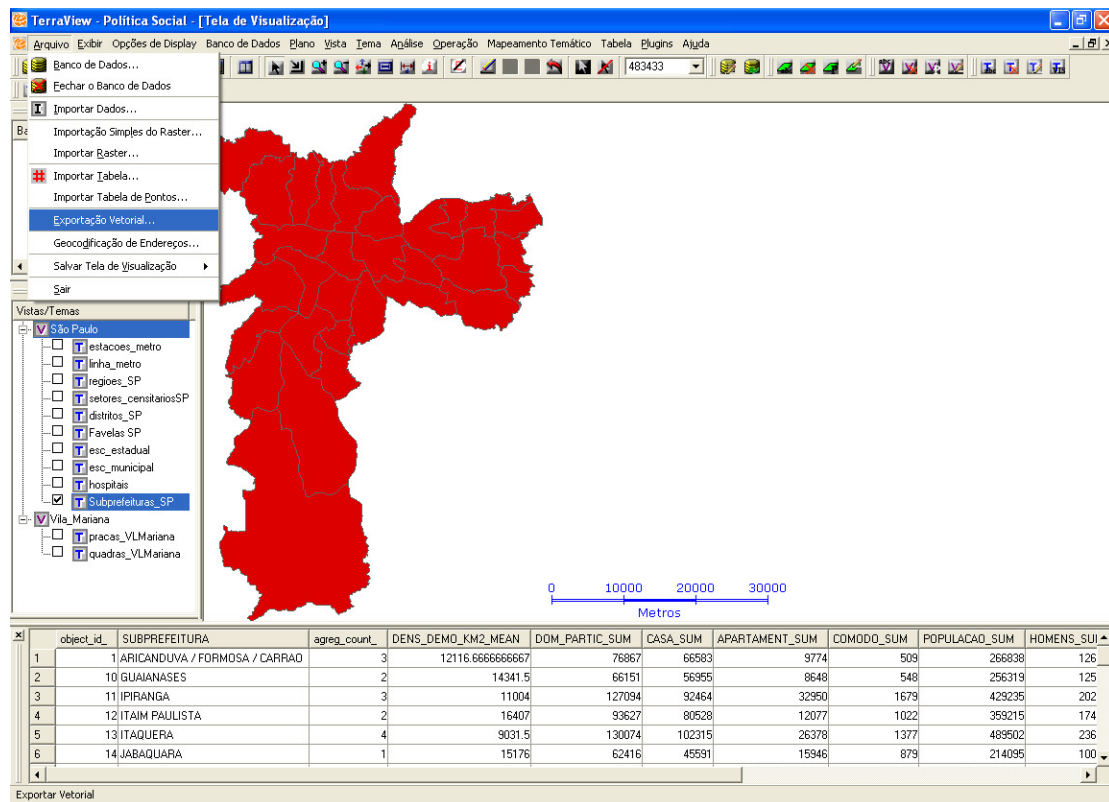 TerraView - Política Social - [Tela de Visualização]
Arquivo Exibir Opções de Display Banco de Dados Plano Vista Tema Análise Operação Mapeamento Temático Tabela Plugins Ajuda
483433
Banco de Dados...
Fechar o Banco de Dados
Importar Dados...
Importação Simples do Raster...
Importar Raster...
Importar Tabela...
Importar Tabela de Pontos...
Exportação Vetorial...
Geocodificação de Endereços...
Salvar Tela de Visualização
Sair
Vistas/Temas
São Paulo
estacoes_metro
linha_metro
regioes_SP
setores_censitariosSP
distritos_SP
Favelas SP
esc_estadual
esc_municipal
hospitais
Subprefeituras_SP
Vila_Mariana
pracas_VLMariana
quadras_VLMariana
0 10000 20000 30000
Metros
object_id_ SUBPREFEITURA agreg_count_ DENS_DEMO_KM2_MEAN DOM_PARTIC_SUM CASA_SUM APARTAMENT_SUM COMODO_SUM POPULACAO_SUM HOMENS_SUI
1 1 ARICANDUVA / FORMOSA / CARRAO 3 12116.6666666667 76867 66583 9774 509 266838 126
2 10 GUAIANASES 2 14341.5 66151 56955 8648 548 256319 125
3 11 IPIRANGA 3 11004 127094 92464 32950 1679 429235 202
4 12 ITAIM PAULISTA 2 16407 93627 80528 12077 1022 359215 174
5 13 ITAQUERA 4 9031.5 130074 102315 26378 1377 489502 236
6 14 JABAQUARA 1 15176 62416 45591 15946 879 214095 100
Exportar Vetorial